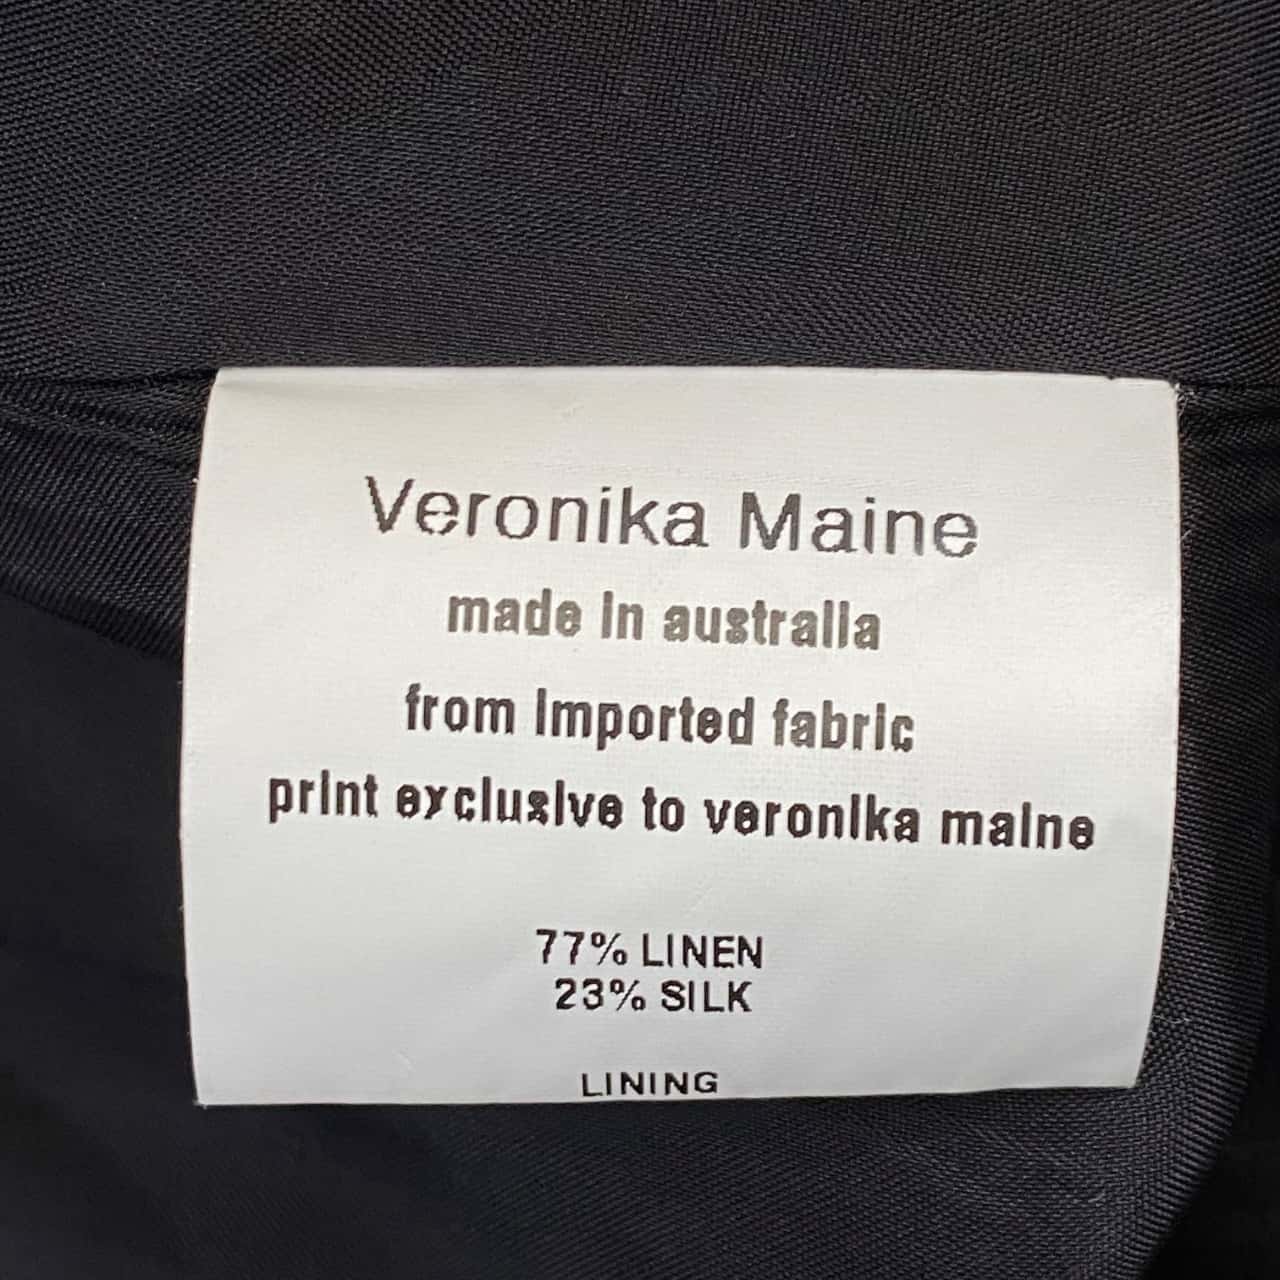 Veronika Maine
made in australia
from imported fabric
print exclusive to veronika maine
77% LINEN
23% SILK
LINING